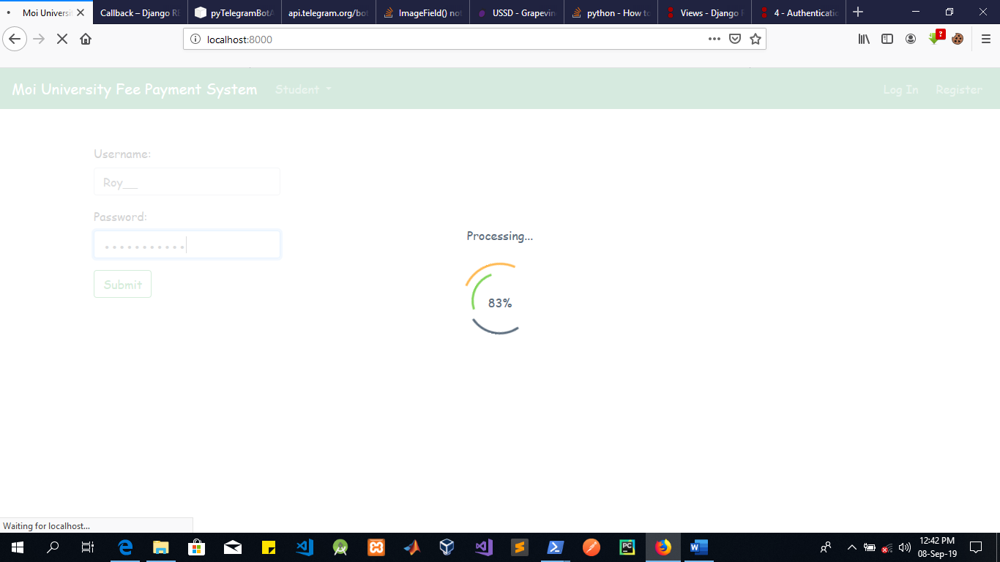 Moi Universit
Callback – Django RE
pyTelegramBotA
api.telegram.org/bot
ImageField() not
USSD - Grapevin
python - How to
Views - Django R
4 - Authenticatio
localhost:8000
Moi University Fee Payment System
Student
Log In
Register
Username:
Roy__
Password:
Submit
Processing...
83%
Waiting for localhost...
12:42 PM
08-Sep-19